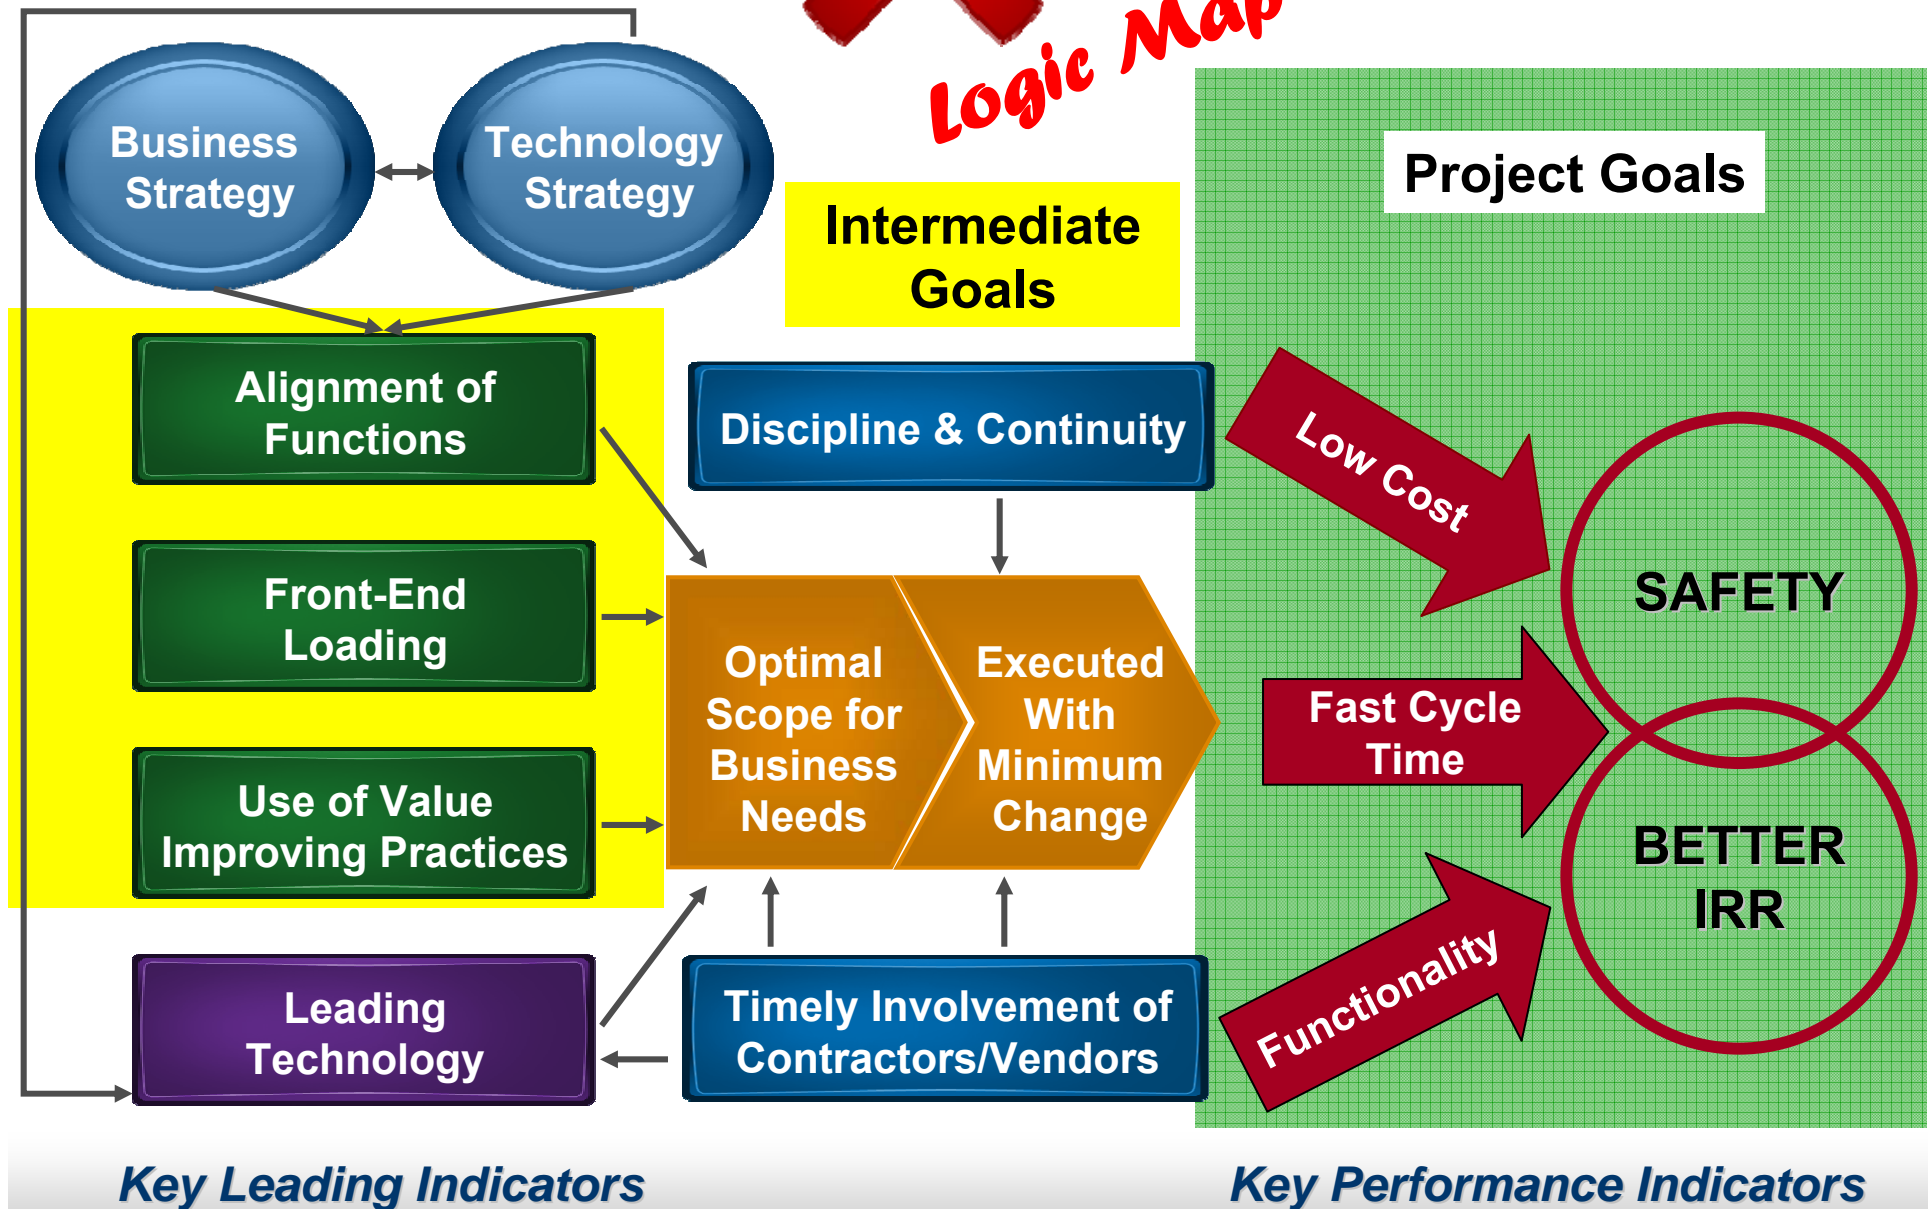 Logic Map
Business
Strategy
Technology
Strategy
Intermediate
Goals
Project Goals
Alignment of
Functions
Discipline & Continuity
Low Cost
Front-End
Loading
Optimal
Scope for
Business
Needs
Executed
With
Minimum
Change
Fast Cycle
Time
SAFETY
BETTER
IRR
Use of Value
Improving Practices
Leading
Technology
Timely Involvement of
Contractors/Vendors
Functionality
Key Leading Indicators
Key Performance Indicators